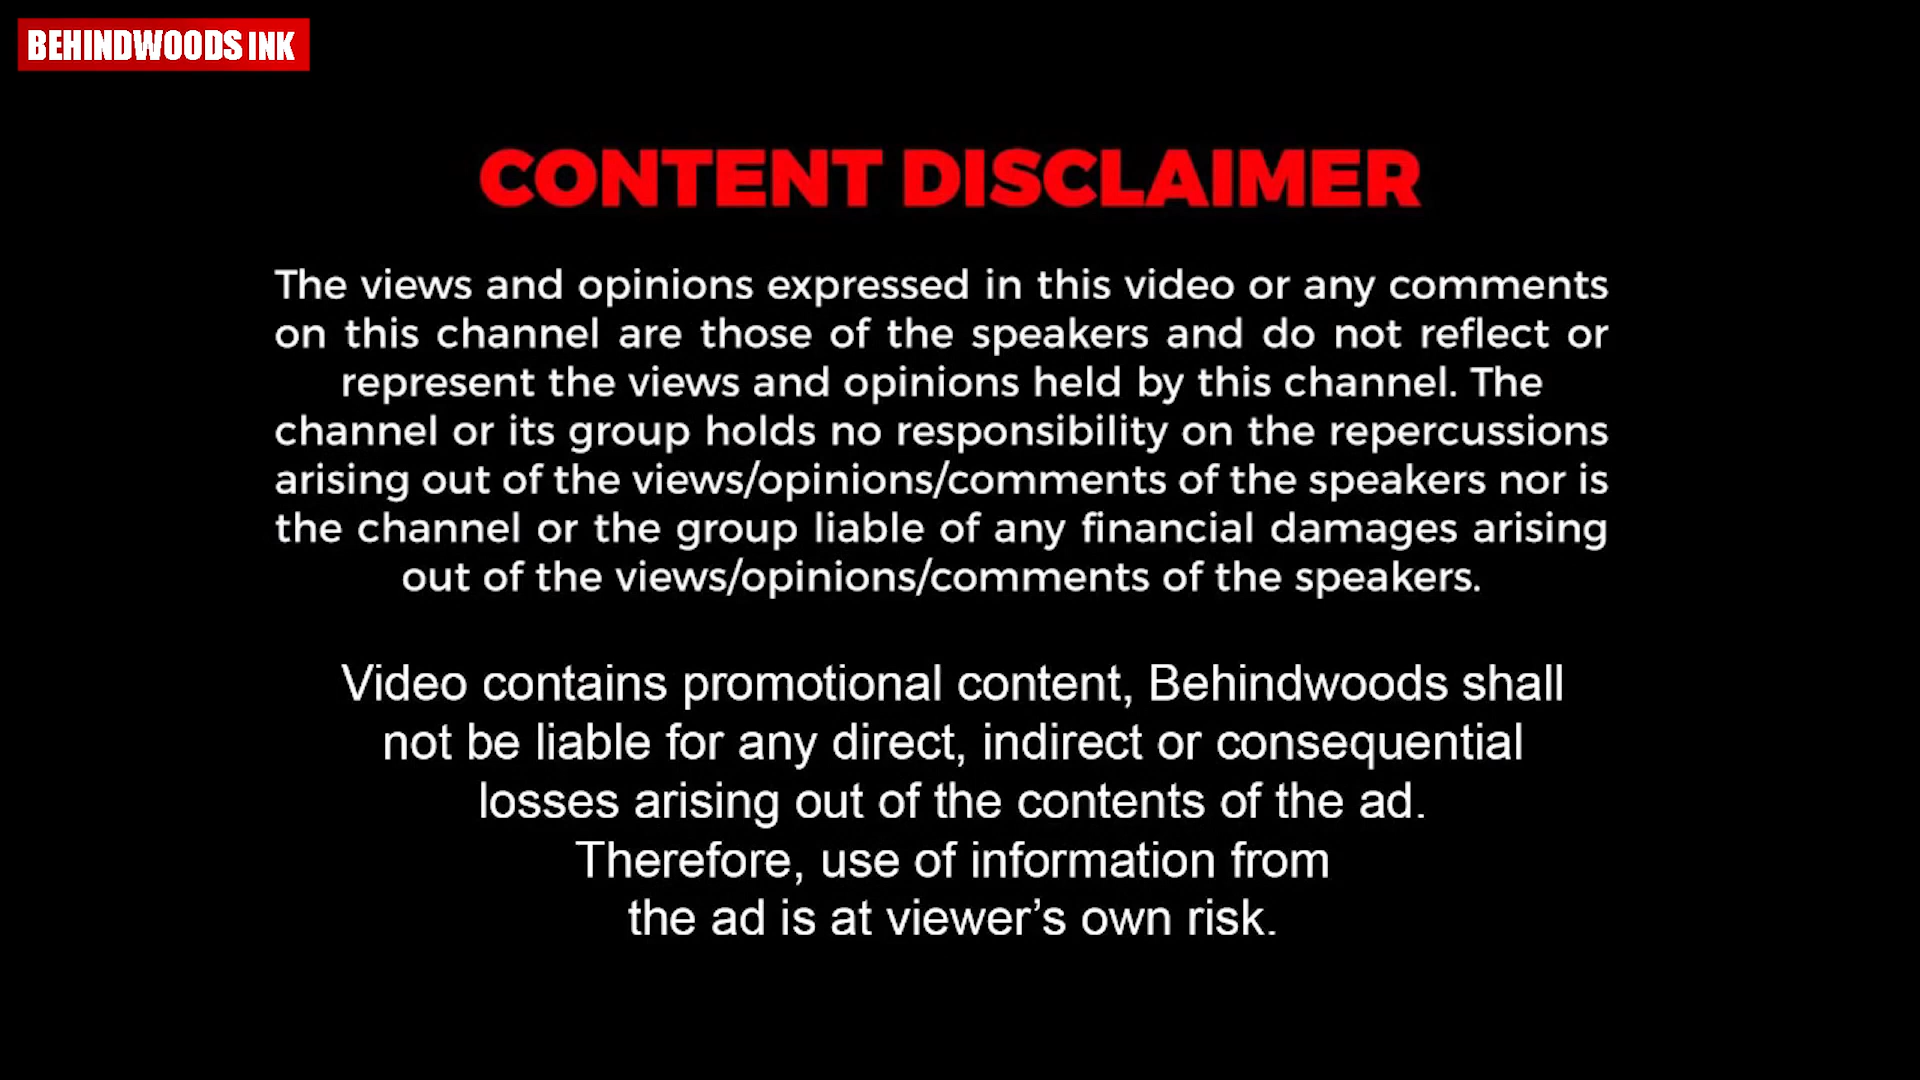 BEHINDWOODS INK
CONTENT DISCLAIMER
The views and opinions expressed in this video or any comments
on this channel are those of the speakers and do not reflect or
represent the views and opinions held by this channel. The
channel or its group holds no responsibility on the repercussions
arising out of the views/opinions/comments of the speakers nor is
the channel or the group liable of any financial damages arising
out of the views/opinions/comments of the speakers.
Video contains promotional content, Behindwoods shall
not be liable for any direct, indirect or consequential
losses arising out of the contents of the ad.
Therefore, use of information from
the ad is at viewer’s own risk.